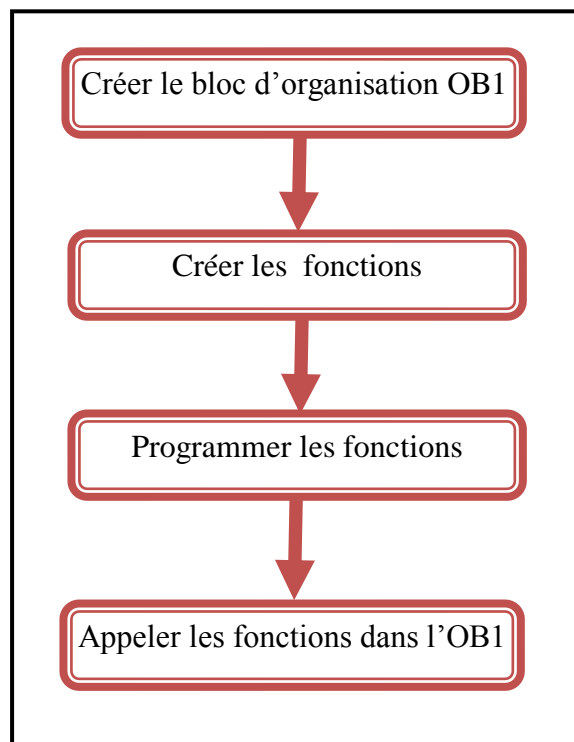 Créer le bloc d’organisation OB1
Créer les fonctions
Programmer les fonctions
Appeler les fonctions dans l’OB1